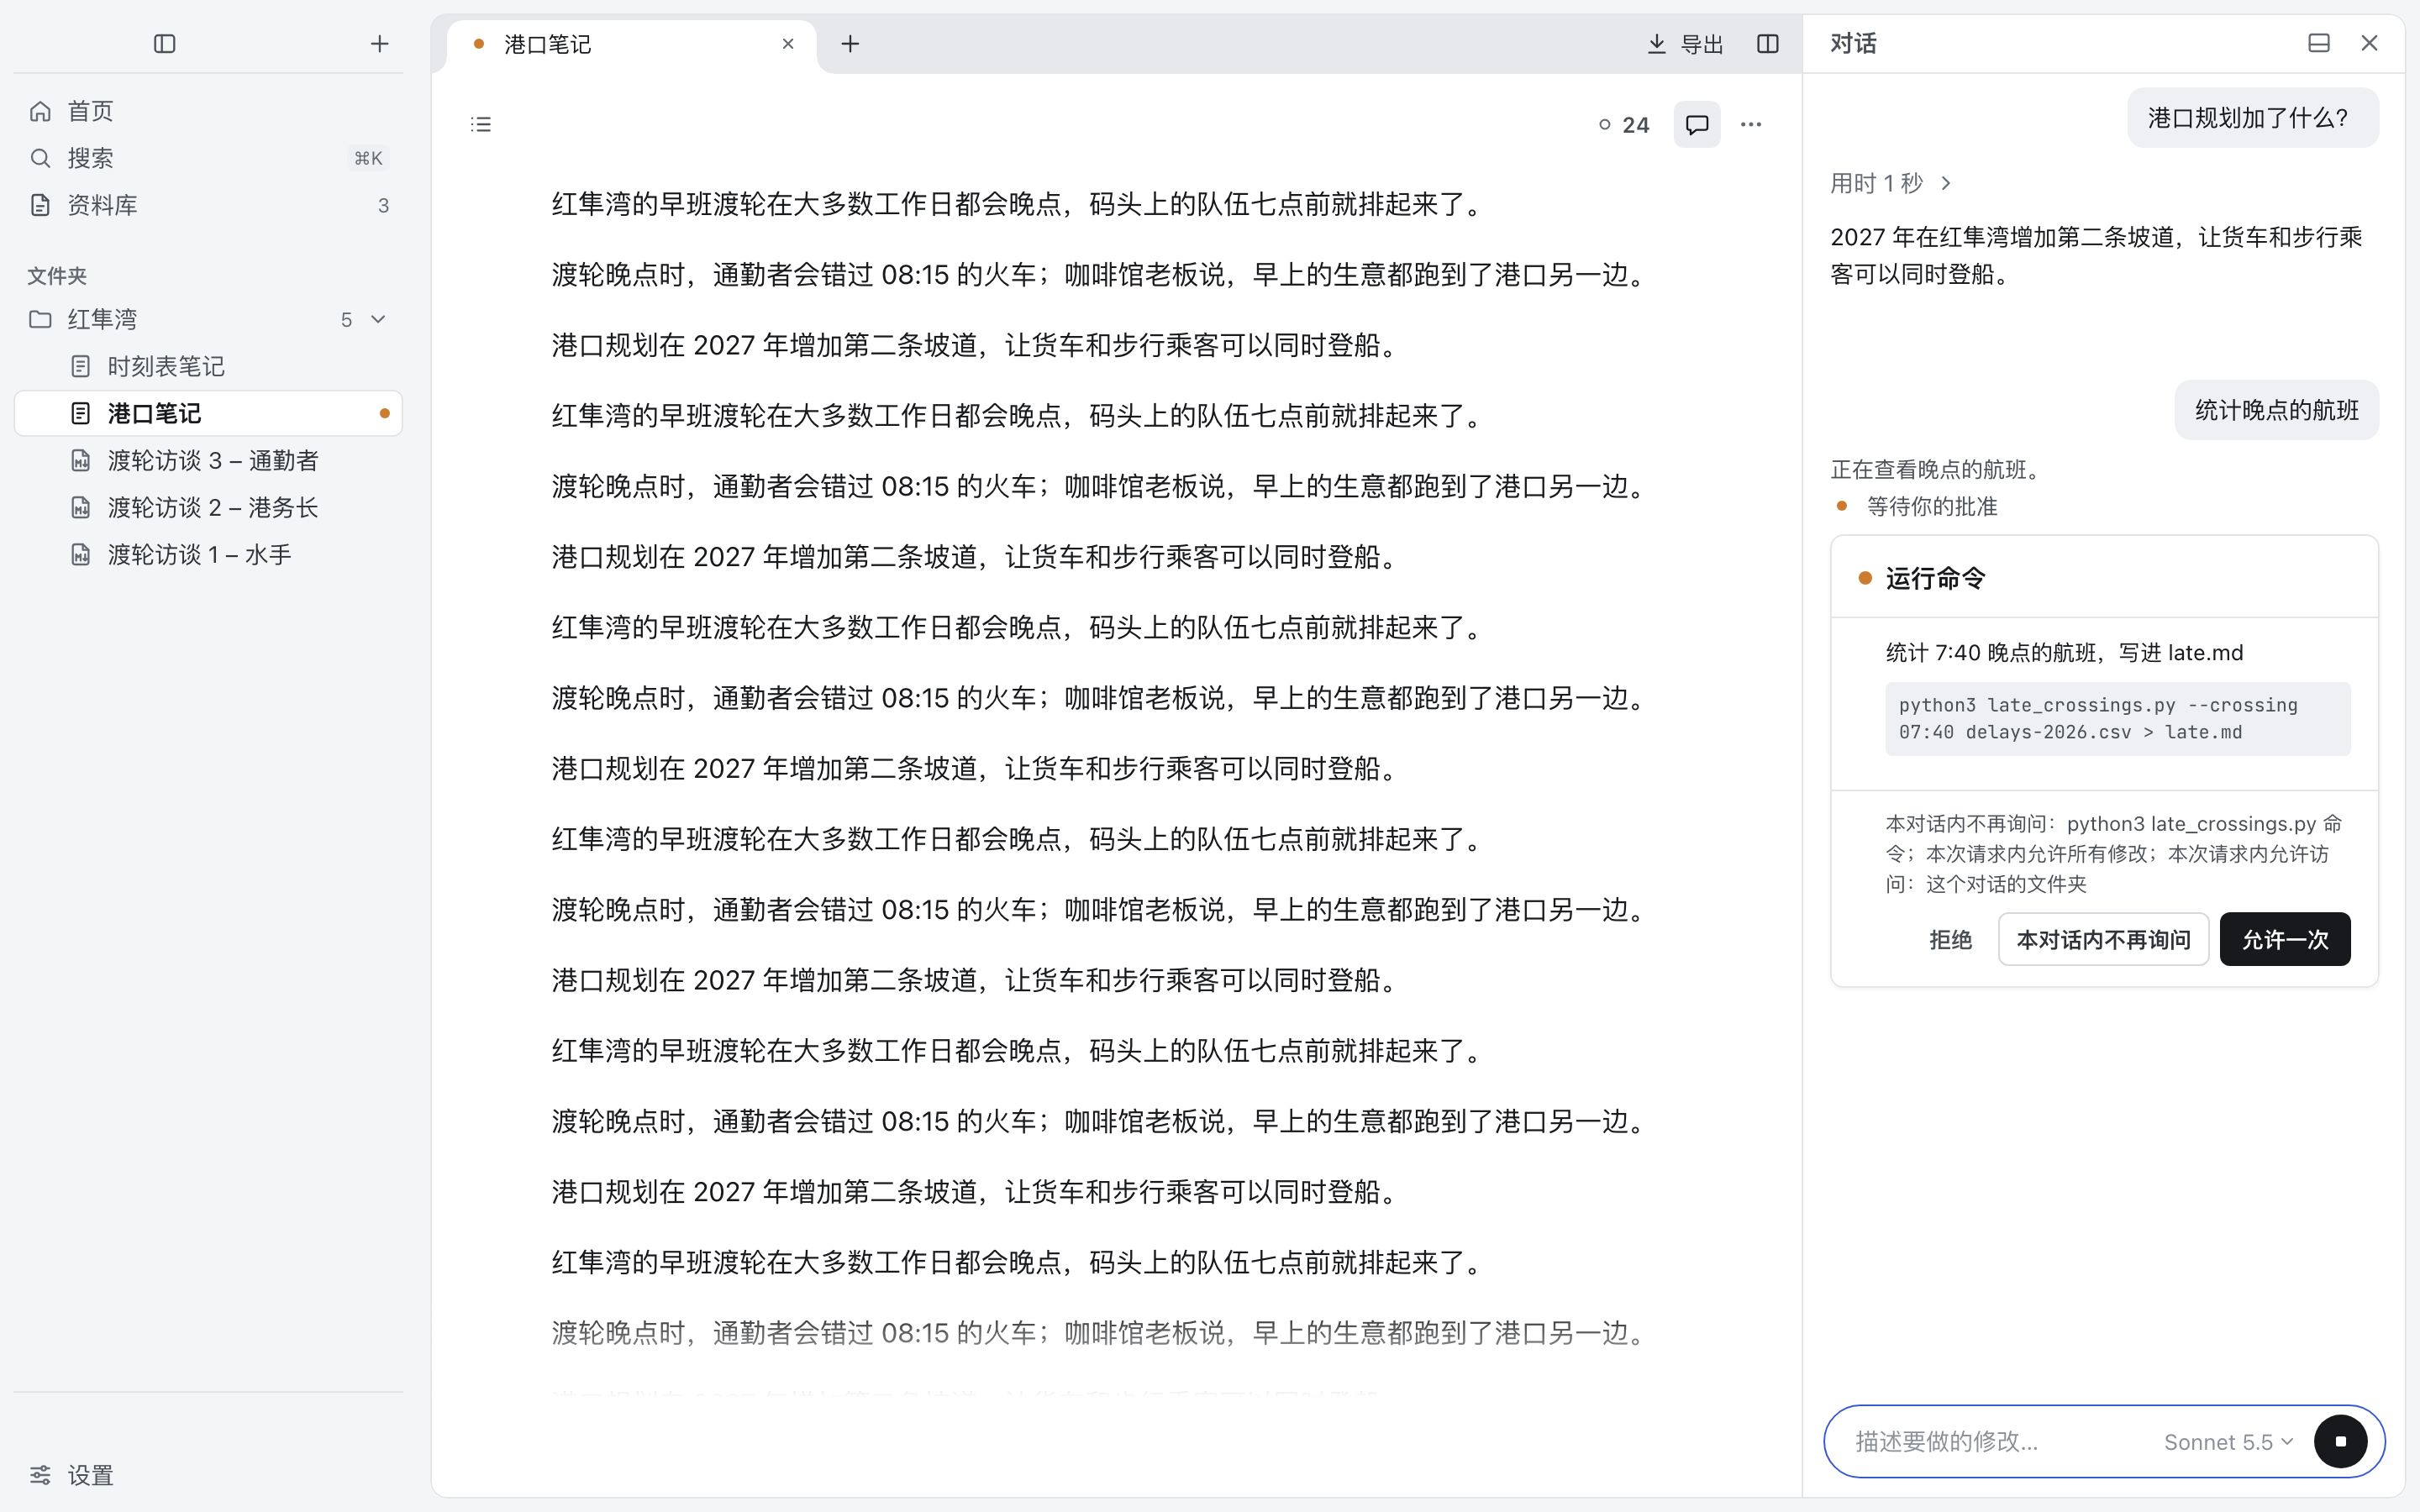 首页
搜索 ⌘K
资料库 3
文件夹
红隼湾 5
时刻表笔记
港口笔记
渡轮访谈 3 – 通勤者
渡轮访谈 2 – 港务长
渡轮访谈 1 – 水手
设置
港口笔记
导出
24
红隼湾的早班渡轮在大多数工作日都会晚点，码头上的队伍七点前就排起来了。
渡轮晚点时，通勤者会错过 08:15 的火车；咖啡馆老板说，早上的生意都跑到了港口另一边。
港口规划在 2027 年增加第二条坡道，让货车和步行乘客可以同时登船。
红隼湾的早班渡轮在大多数工作日都会晚点，码头上的队伍七点前就排起来了。
渡轮晚点时，通勤者会错过 08:15 的火车；咖啡馆老板说，早上的生意都跑到了港口另一边。
港口规划在 2027 年增加第二条坡道，让货车和步行乘客可以同时登船。
红隼湾的早班渡轮在大多数工作日都会晚点，码头上的队伍七点前就排起来了。
渡轮晚点时，通勤者会错过 08:15 的火车；咖啡馆老板说，早上的生意都跑到了港口另一边。
港口规划在 2027 年增加第二条坡道，让货车和步行乘客可以同时登船。
红隼湾的早班渡轮在大多数工作日都会晚点，码头上的队伍七点前就排起来了。
渡轮晚点时，通勤者会错过 08:15 的火车；咖啡馆老板说，早上的生意都跑到了港口另一边。
港口规划在 2027 年增加第二条坡道，让货车和步行乘客可以同时登船。
红隼湾的早班渡轮在大多数工作日都会晚点，码头上的队伍七点前就排起来了。
渡轮晚点时，通勤者会错过 08:15 的火车；咖啡馆老板说，早上的生意都跑到了港口另一边。
港口规划在 2027 年增加第二条坡道，让货车和步行乘客可以同时登船。
红隼湾的早班渡轮在大多数工作日都会晚点，码头上的队伍七点前就排起来了。
渡轮晚点时，通勤者会错过 08:15 的火车；咖啡馆老板说，早上的生意都跑到了港口另一边。
对话
港口规划加了什么？
用时 1 秒
2027 年在红隼湾增加第二条坡道，让货车和步行乘
客可以同时登船。
统计晚点的航班
正在查看晚点的航班。
等待你的批准
运行命令
统计 7:40 晚点的航班，写进 late.md
python3 late_crossings.py --crossing
07:40 delays-2026.csv > late.md
本对话内不再询问：python3 late_crossings.py 命
令；本次请求内允许所有修改；本次请求内允许访
问：这个对话的文件夹
拒绝 本对话内不再询问 允许一次
描述要做的修改... Sonnet 5.5